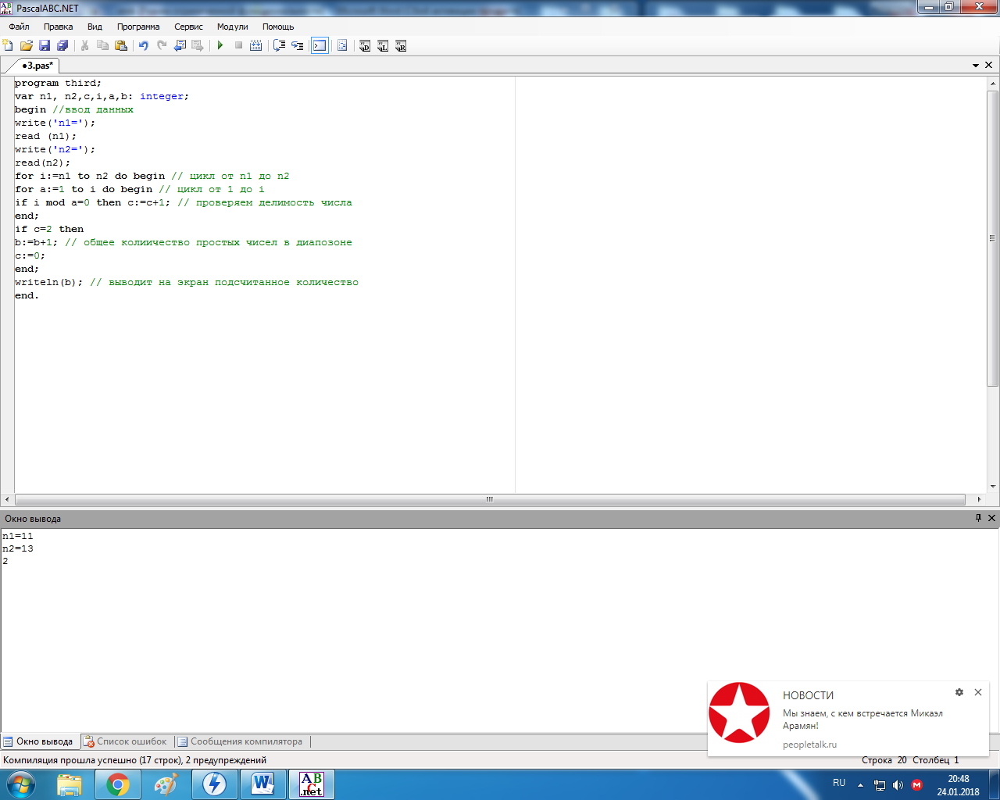 PascalABC.NET
Файл Правка Вид Программа Сервис Модули Помощь
•3.pas*
program third;
var n1, n2,c,i,a,b: integer;
begin //ввод данных
write('n1=');
read (n1);
write('n2=');
read(n2);
for i:=n1 to n2 do begin // цикл от n1 до n2
for a:=1 to i do begin // цикл от 1 до i
if i mod a=0 then c:=c+1; // проверяем делимость числа
end;
if c=2 then
b:=b+1; // общее колиичество простых чисел в диапозоне
c:=0;
end;
writeln(b); // выводит на экран подсчитанное количество
end.
Окно вывода
n1=11
n2=13
2
НОВОСТИ
Мы знаем, с кем встречается Микаэл
Арамян!
peopletalk.ru
Окно вывода Список ошибок Сообщения компилятора
Компиляция прошла успешно (17 строк), 2 предупреждений Строка 20 Столбец 1
RU 20:48
24.01.2018